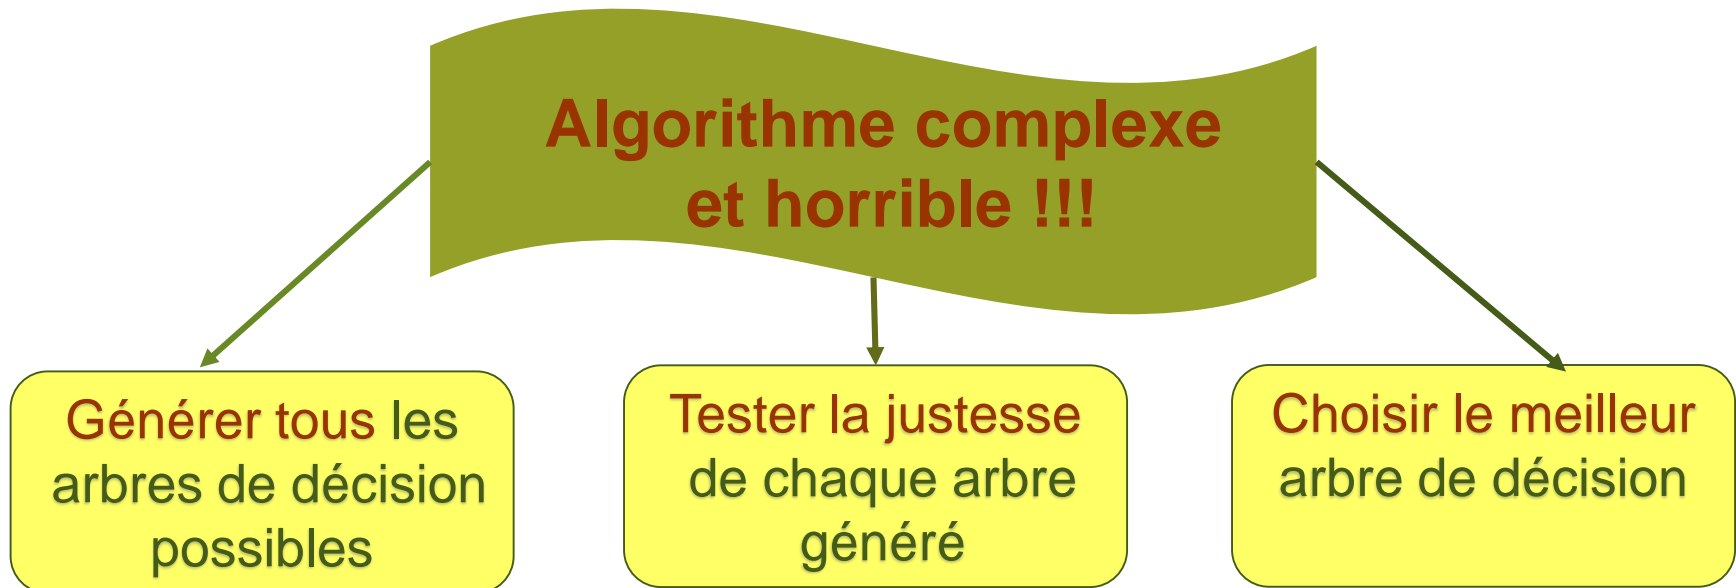 Algorithme complexe
et horrible !!!
Générer tous les
arbres de décision
possibles
Tester la justesse
de chaque arbre
généré
Choisir le meilleur
arbre de décision